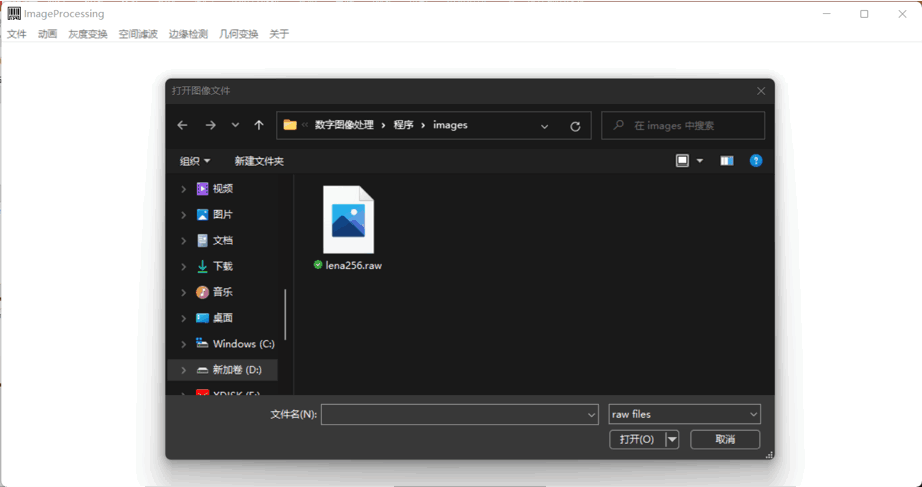 ImageProcessing
文件 动画 灰度变换 空间滤波 边缘检测 几何变换 关于
打开图像文件
« 数字图像处理 › 程序 › images
在 images 中搜索
组织 新建文件夹
视频
图片
文档
下载
音乐
桌面
Windows (C:)
新加卷 (D:)
lena256.raw
文件名(N):
raw files
打开(O) 取消